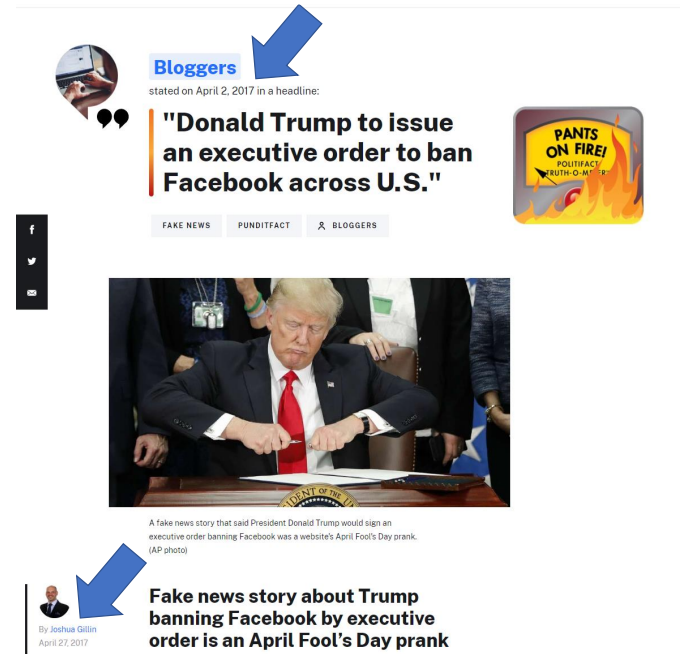 Bloggers
stated on April 2, 2017 in a headline:
"Donald Trump to issue
an executive order to ban
Facebook across U.S."
PANTS
ON FIRE!
POLITIFACT
FAKE NEWS PUNDITFACT BLOGGERS
IDENT OF THE U
A fake news story that said President Donald Trump would sign an
executive order banning Facebook was a website's April Fool's Day prank.
(AP photo)
By Joshua Gillin
April 27, 2017
Fake news story about Trump
banning Facebook by executive
order is an April Fool's Day prank